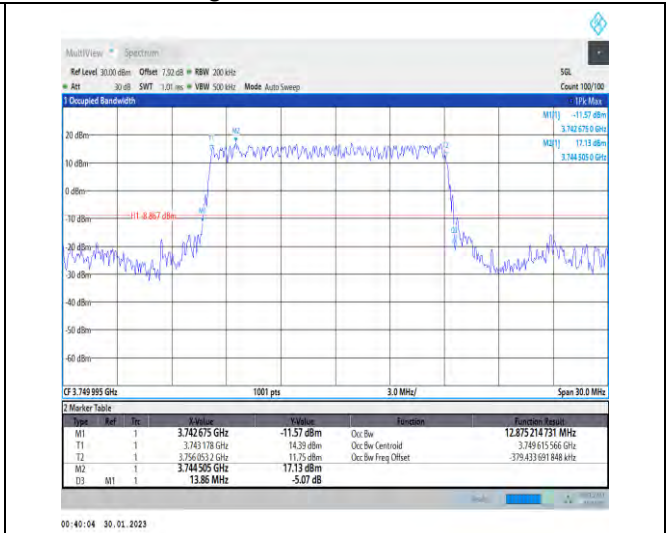 MultiView Spectrum
Ref Level 30.00 dBm Offset 7.92 dB RBW 200 kHz SGL
Att 30 dB SWT 1.01 ms VBW 500 kHz Mode Auto Sweep Count 100/100
1 Occupied Bandwidth 1Pk Max
M1[1] -11.57 dBm
3.742 675 0 GHz
M2[1] 17.13 dBm
3.744 505 0 GHz
20 dBm
T1 M2
10 dBm
0 dBm
-10 dBm H1 -8.867 dBm
-20 dBm
-30 dBm
-40 dBm
-50 dBm
-60 dBm
CF 3.749 995 GHz 1001 pts 3.0 MHz/ Span 30.0 MHz
2 Marker Table
Type Ref Trc X-Value Y-Value Function Function Result
M1 1 3.742 675 GHz -11.57 dBm Occ Bw 12.875 214 731 MHz
T1 1 3.743 178 GHz 14.39 dBm Occ Bw Centroid 3.749 615 566 GHz
T2 1 3.756 053 2 GHz 11.75 dBm Occ Bw Freq Offset -379.433 691 848 kHz
M2 1 3.744 505 GHz 17.13 dBm
D3 M1 1 13.86 MHz -5.07 dB
00:40:04 30.01.2023